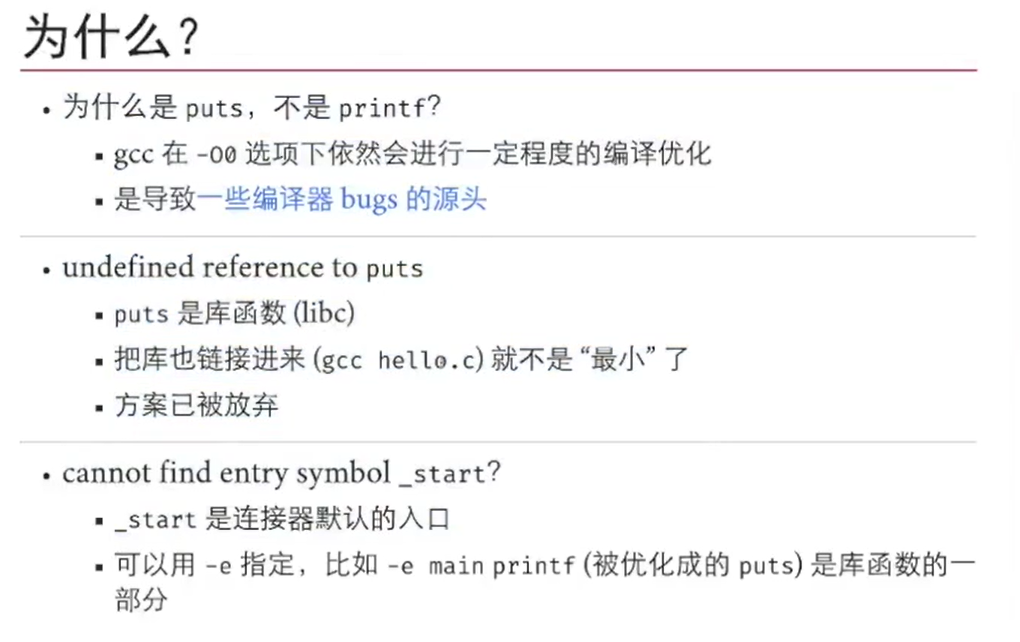 为什么?
• 为什么是 puts，不是 printf?
▪ gcc 在 -O0 选项下依然会进行一定程度的编译优化
▪ 是导致一些编译器 bugs 的源头
• undefined reference to puts
▪ puts 是库函数 (libc)
▪ 把库也链接进来 (gcc hello.c) 就不是 “最小” 了
▪ 方案已被放弃
• cannot find entry symbol _start?
▪ _start 是连接器默认的入口
▪ 可以用 -e 指定，比如 -e main printf (被优化成的 puts) 是库函数的一
部分